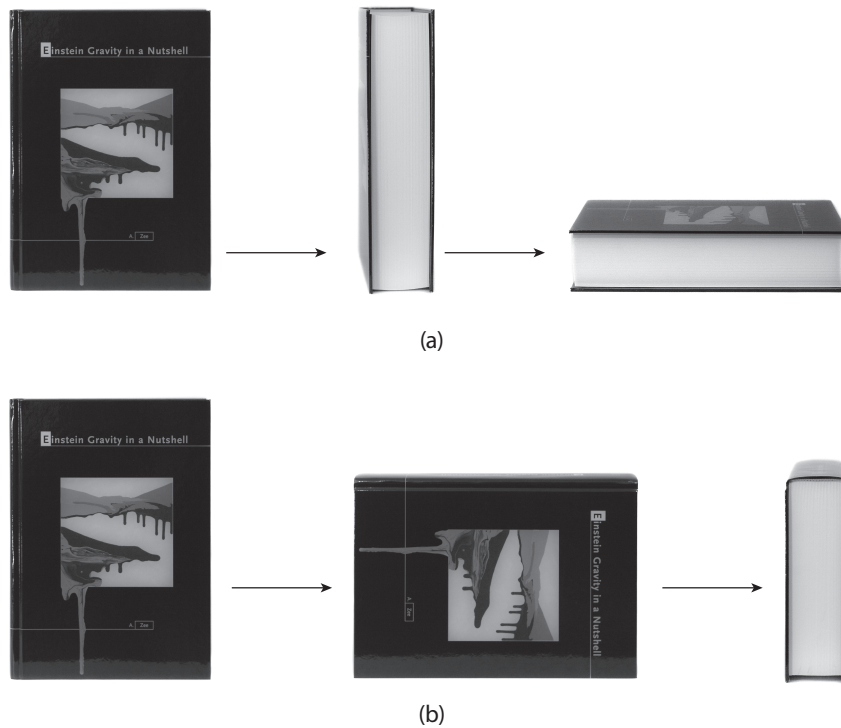 Einstein Gravity in a Nutshell
A. Zee
(a)
Einstein Gravity in a Nutshell
Einstein Gravity in a Nutshell
A. Zee
A. Zee
(b)